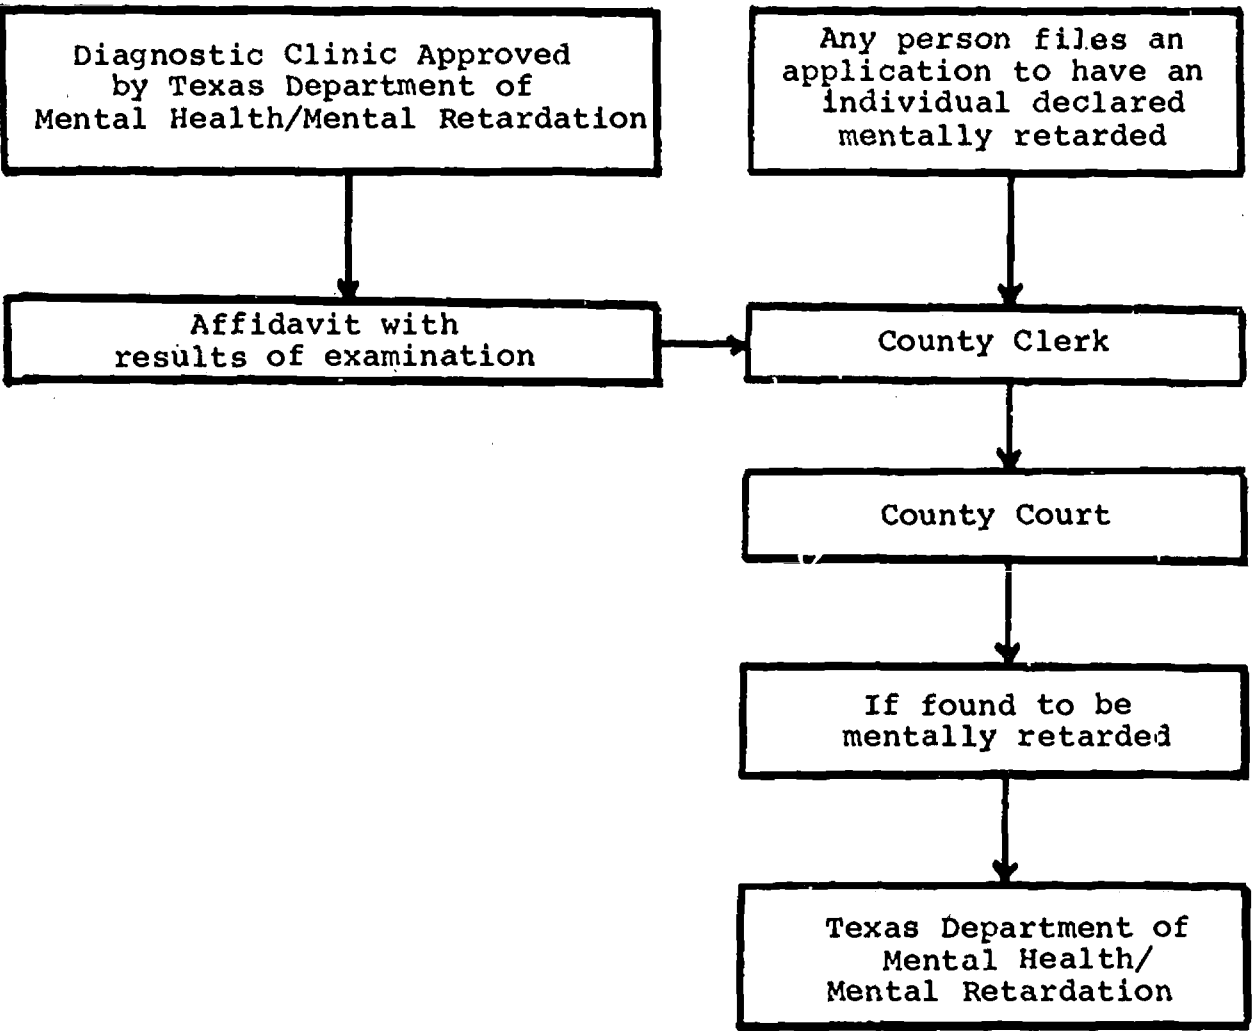 Diagnostic Clinic Approved
by Texas Department of
Mental Health/Mental Retardation
Any person files an
application to have an
individual declared
mentally retarded
Affidavit with
results of examination
County Clerk
County Court
If found to be
mentally retarded
Texas Department of
Mental Health/
Mental Retardation